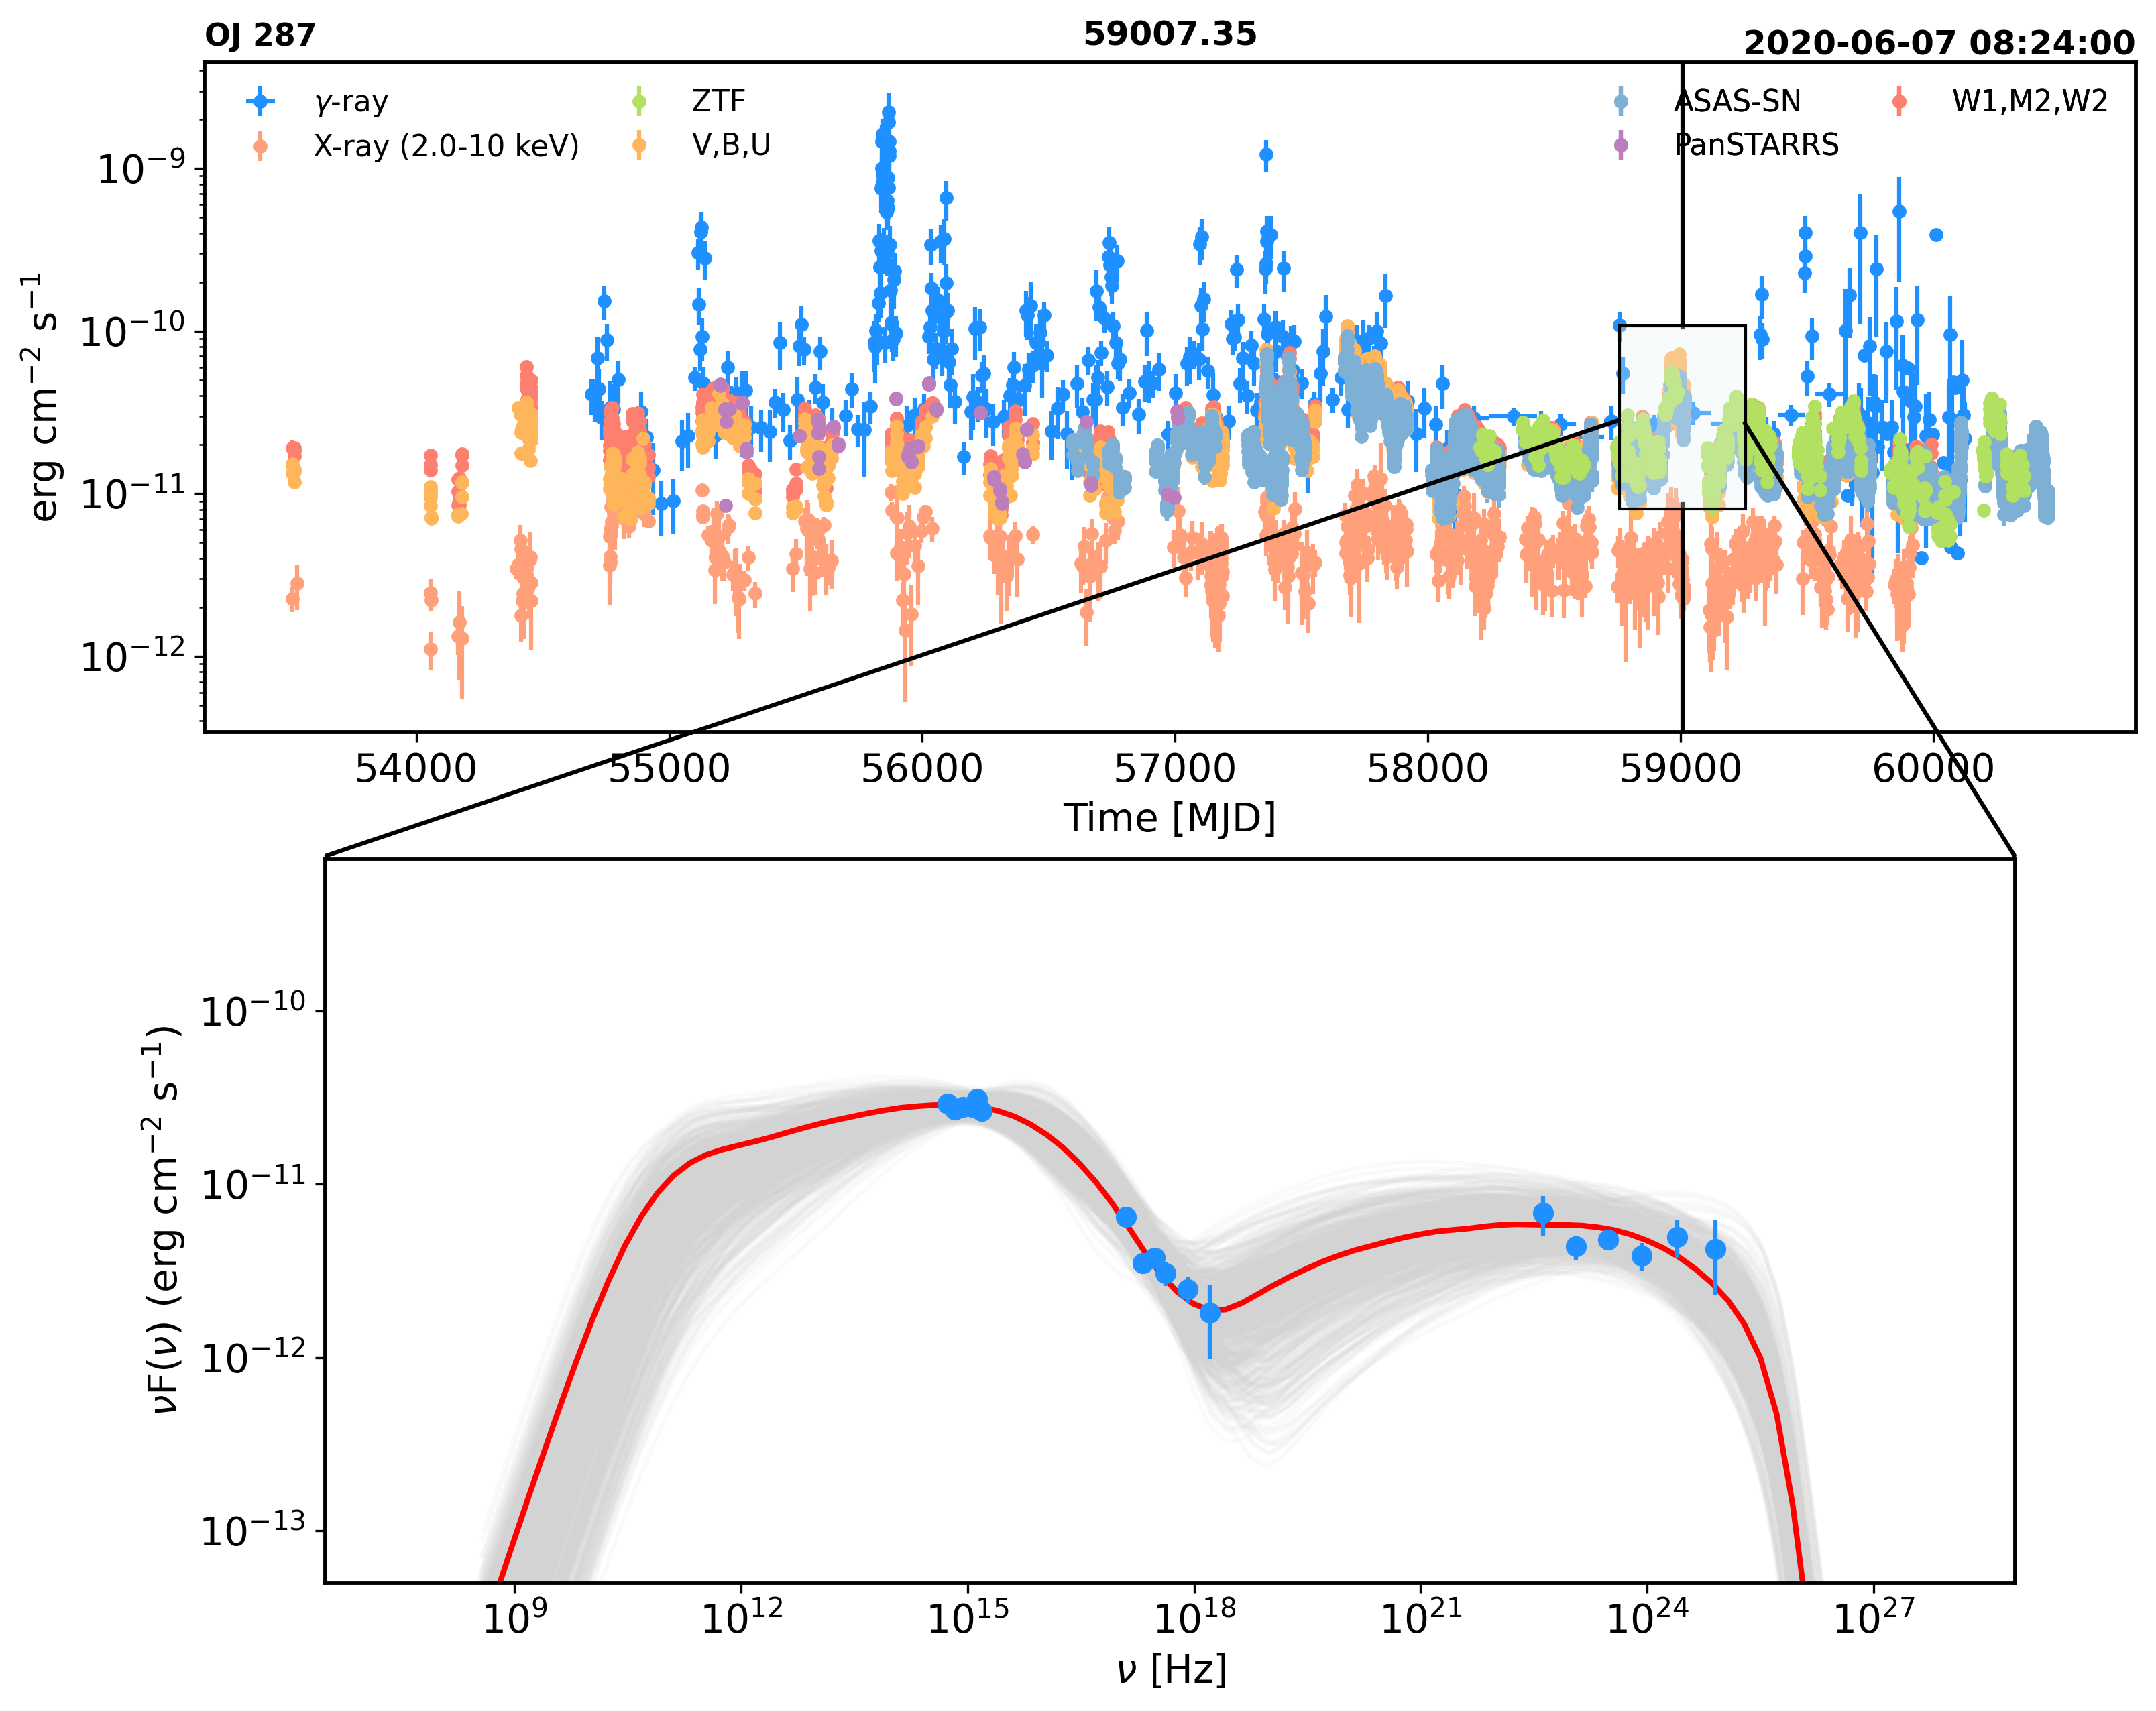 OJ 287 59007.35 2020-06-07 08:24:00
γ-ray ZTF ASAS-SN W1,M2,W2
X-ray (2.0-10 keV) V,B,U PanSTARRS
10⁻⁹
10⁻¹⁰
10⁻¹¹
10⁻¹²
erg cm⁻² s⁻¹
54000 55000 56000 57000 58000 59000 60000
Time [MJD]
10⁻¹⁰
10⁻¹¹
10⁻¹²
10⁻¹³
νF(ν) (erg cm⁻² s⁻¹)
10⁹ 10¹² 10¹⁵ 10¹⁸ 10²¹ 10²⁴ 10²⁷
ν [Hz]